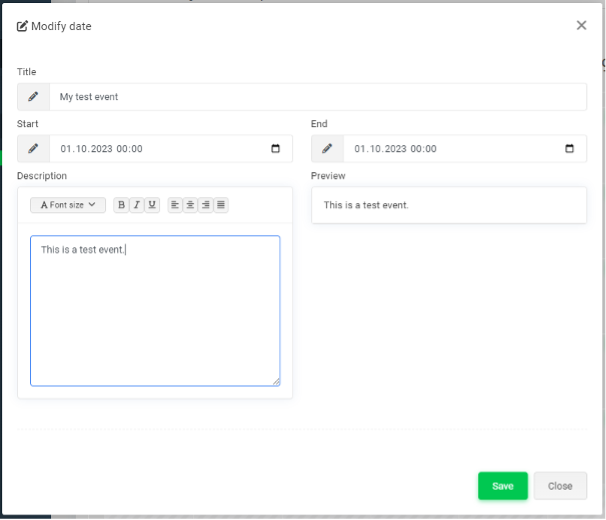 Modify date
Title
My test event
Start
End
01.10.2023 00:00
01.10.2023 00:00
Description
Preview
A Font size
B I U
This is a test event.
This is a test event.
Save
Close